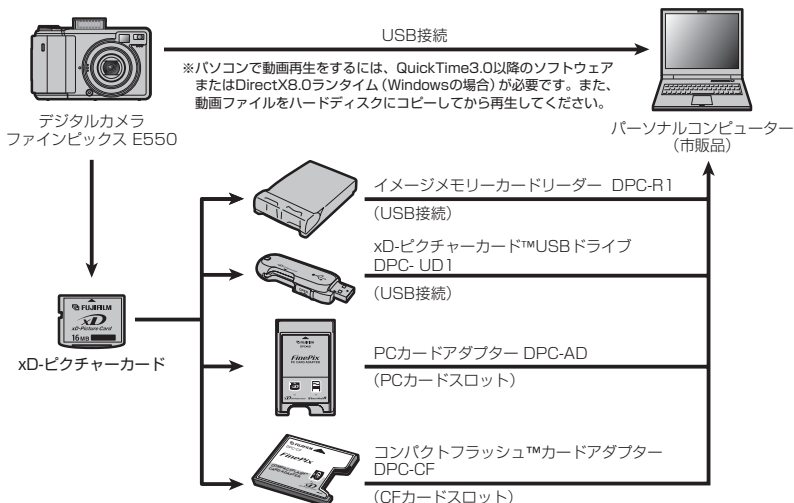 USB接続
※パソコンで動画再生をするには、QuickTime3.0以降のソフトウェア
またはDirectX8.0ランタイム（Windowsの場合）が必要です。また、
動画ファイルをハードディスクにコピーしてから再生してください。
デジタルカメラ
ファインピックス E550
パーソナルコンピューター
（市販品）
イメージメモリーカードリーダー DPC-R1
（USB接続）
xD-ピクチャーカード™USBドライブ
DPC- UD1
（USB接続）
FUJIFILM
xD
xD-Picture Card
16MB
xD-ピクチャーカード
FUJIFILM
DPC-AD
FinePix
PC CARD ADAPTER
PCカードアダプター DPC-AD
（PCカードスロット）
FUJIFILM
DPC-CF
FinePix
CompactFlash
CARD ADAPTER
コンパクトフラッシュ™カードアダプター
DPC-CF
（CFカードスロット）